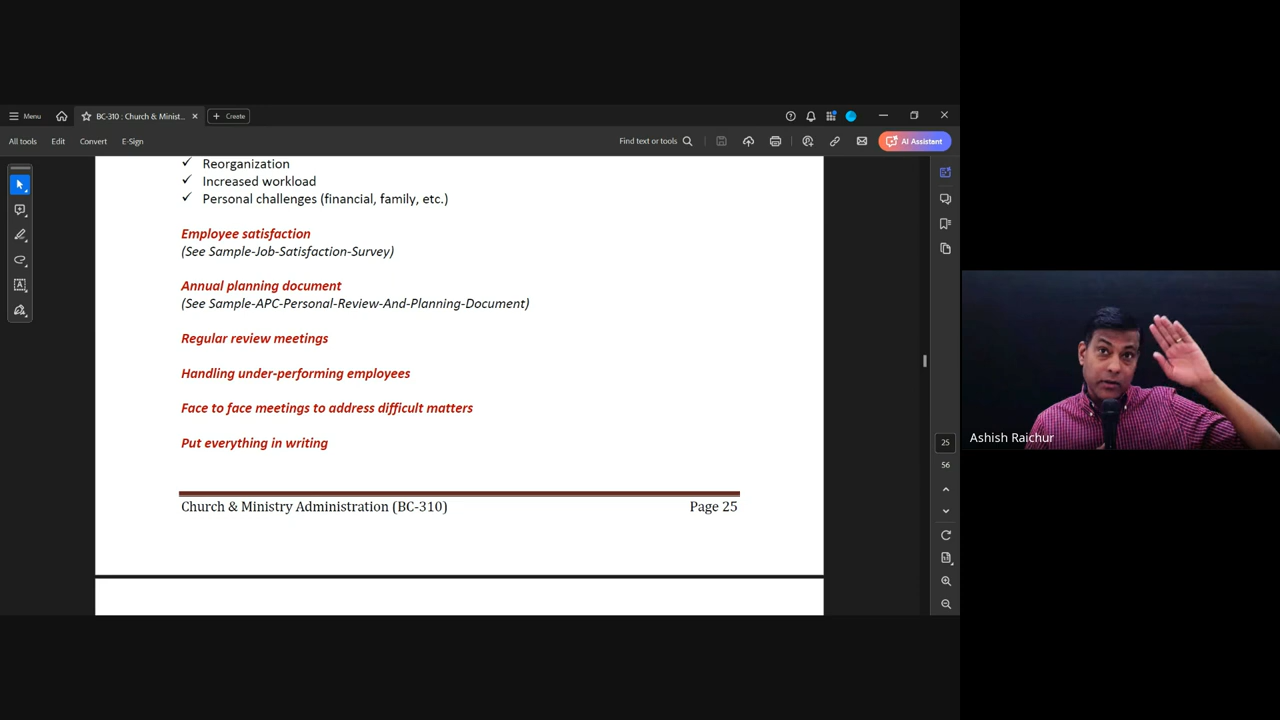 Menu
BC-310 : Church & Minist...
Create
All tools
Edit
Convert
E-Sign
Find text or tools
AI Assistant
✓ Reorganization
✓ Increased workload
✓ Personal challenges (financial, family, etc.)
Employee satisfaction
(See Sample-Job-Satisfaction-Survey)
Annual planning document
(See Sample-APC-Personal-Review-And-Planning-Document)
Regular review meetings
Handling under-performing employees
Face to face meetings to address difficult matters
Put everything in writing
Church & Ministry Administration (BC-310) Page 25
25
56
Ashish Raichur